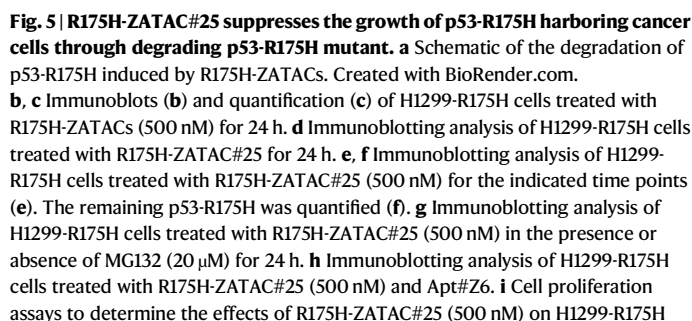 Fig. 5 | R175H-ZATAC#25 suppresses the growth of p53-R175H harboring cancer
cells through degrading p53-R175H mutant. a Schematic of the degradation of
p53-R175H induced by R175H-ZATACs. Created with BioRender.com.
b, c Immunoblots (b) and quantification (c) of H1299-R175H cells treated with
R175H-ZATACs (500 nM) for 24 h. d Immunoblotting analysis of H1299-R175H cells
treated with R175H-ZATAC#25 for 24 h. e, f Immunoblotting analysis of H1299-
R175H cells treated with R175H-ZATAC#25 (500 nM) for the indicated time points
(e). The remaining p53-R175H was quantified (f). g Immunoblotting analysis of
H1299-R175H cells treated with R175H-ZATAC#25 (500 nM) in the presence or
absence of MG132 (20 μM) for 24 h. h Immunoblotting analysis of H1299-R175H
cells treated with R175H-ZATAC#25 (500 nM) and Apt#Z6. i Cell proliferation
assays to determine the effects of R175H-ZATAC#25 (500 nM) on H1299-R175H